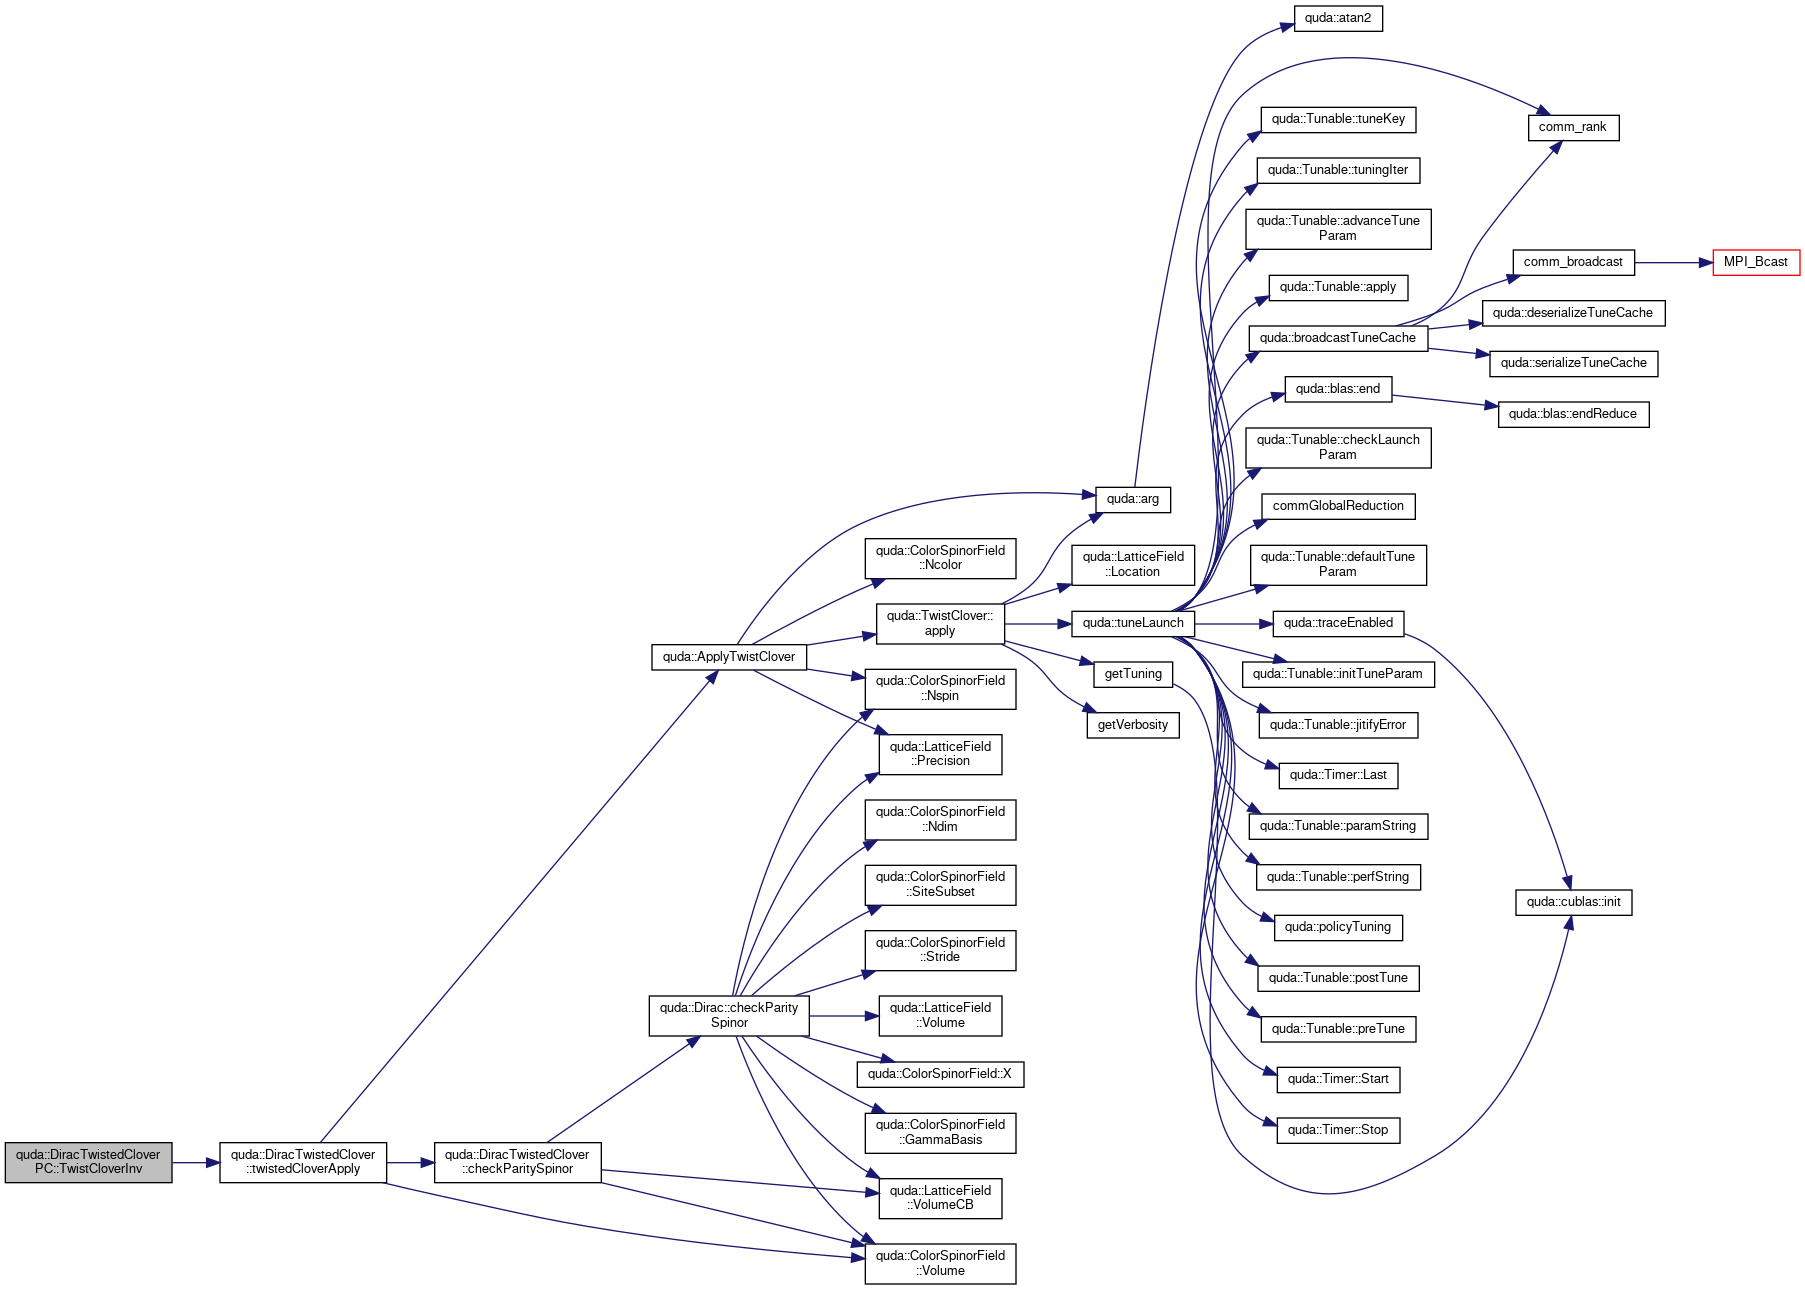 quda::DiracTwistedClover
PC::TwistCloverInv
quda::DiracTwistedClover
::twistedCloverApply
quda::ApplyTwistClover
quda::DiracTwistedClover
::checkParitySpinor
quda::Dirac::checkParity
Spinor
quda::ColorSpinorField
::Ncolor
quda::TwistClover::
apply
quda::ColorSpinorField
::Nspin
quda::LatticeField
::Precision
quda::ColorSpinorField
::Ndim
quda::ColorSpinorField
::SiteSubset
quda::ColorSpinorField
::Stride
quda::LatticeField
::Volume
quda::ColorSpinorField::X
quda::ColorSpinorField
::GammaBasis
quda::LatticeField
::VolumeCB
quda::ColorSpinorField
::Volume
quda::arg
quda::LatticeField
::Location
quda::tuneLaunch
getTuning
getVerbosity
quda::atan2
quda::Tunable::tuneKey
quda::Tunable::tuningIter
quda::Tunable::advanceTune
Param
quda::Tunable::apply
quda::broadcastTuneCache
quda::blas::end
quda::Tunable::checkLaunch
Param
commGlobalReduction
quda::Tunable::defaultTune
Param
quda::traceEnabled
quda::Tunable::initTuneParam
quda::Tunable::jitifyError
quda::Timer::Last
quda::Tunable::paramString
quda::Tunable::perfString
quda::policyTuning
quda::Tunable::postTune
quda::Tunable::preTune
quda::Timer::Start
quda::Timer::Stop
comm_rank
comm_broadcast
quda::deserializeTuneCache
quda::serializeTuneCache
quda::blas::endReduce
quda::cublas::init
MPI_Bcast